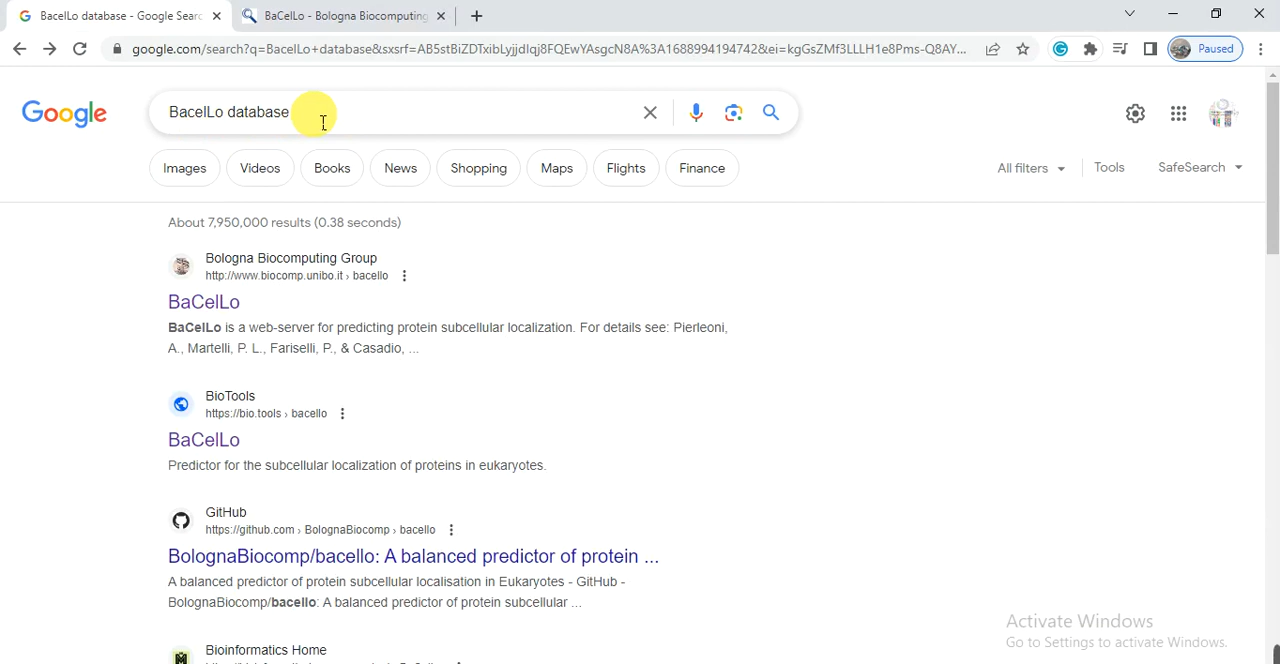 BacelLo database - Google Searc
BaCelLo - Bologna Biocomputing
google.com/search?q=BacelLo+database&sxsrf=AB5stBiZDTxibLyjjdlqj8FQEwYAsgcN8A%3A1688994194742&ei=kgGsZMf3LLLH1e8Pms-Q8AY...
Paused
Google
BacelLo database
Images
Videos
Books
News
Shopping
Maps
Flights
Finance
All filters
Tools
SafeSearch
About 7,950,000 results (0.38 seconds)
Bologna Biocomputing Group
http://www.biocomp.unibo.it › bacello
BaCelLo
BaCelLo is a web-server for predicting protein subcellular localization. For details see: Pierleoni,
A., Martelli, P. L., Fariselli, P., & Casadio, ...
BioTools
https://bio.tools › bacello
BaCelLo
Predictor for the subcellular localization of proteins in eukaryotes.
GitHub
https://github.com › BolognaBiocomp › bacello
BolognaBiocomp/bacello: A balanced predictor of protein ...
A balanced predictor of protein subcellular localisation in Eukaryotes - GitHub -
BolognaBiocomp/bacello: A balanced predictor of protein subcellular ...
Bioinformatics Home
Activate Windows
Go to Settings to activate Windows.